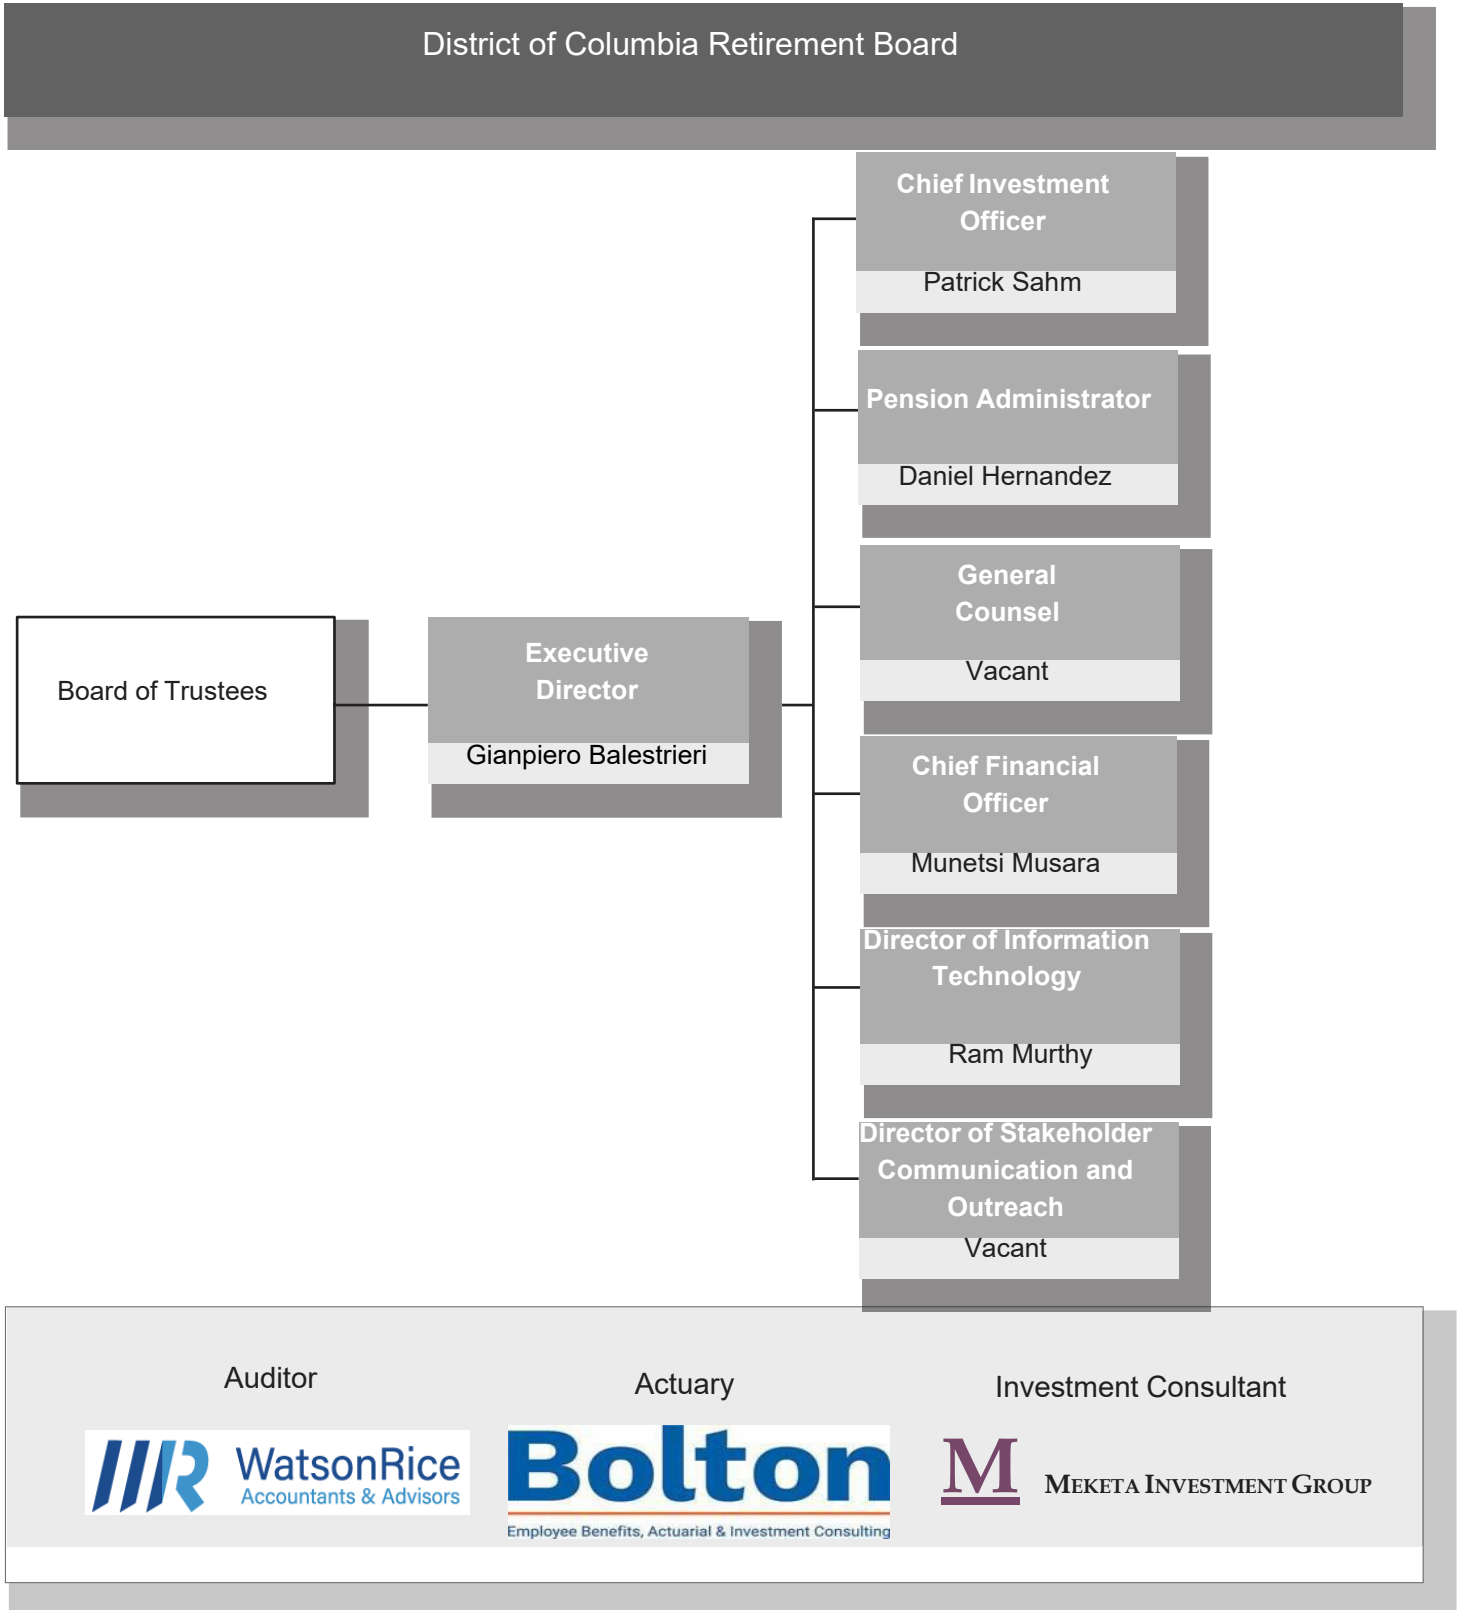 District of Columbia Retirement Board
Chief Investment
Officer
Patrick Sahm
Pension Administrator
Daniel Hernandez
General
Counsel
Vacant
Board of Trustees
Executive
Director
Gianpiero Balestrieri
Chief Financial
Officer
Munetsi Musara
Director of Information
Technology
Ram Murthy
Director of Stakeholder
Communication and
Outreach
Vacant
Auditor
WatsonRice
Accountants & Advisors
Actuary
Bolton
Employee Benefits, Actuarial & Investment Consulting
Investment Consultant
M
MEKETA INVESTMENT GROUP